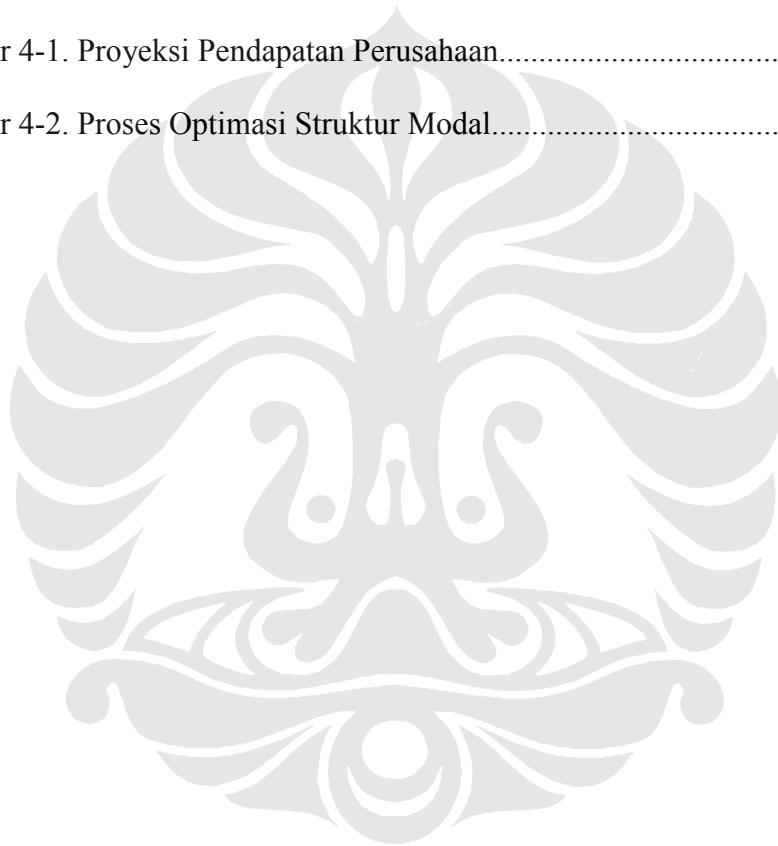 r 4-1. Proyeksi Pendapatan Perusahaan...................................
r 4-2. Proses Optimasi Struktur Modal....................................